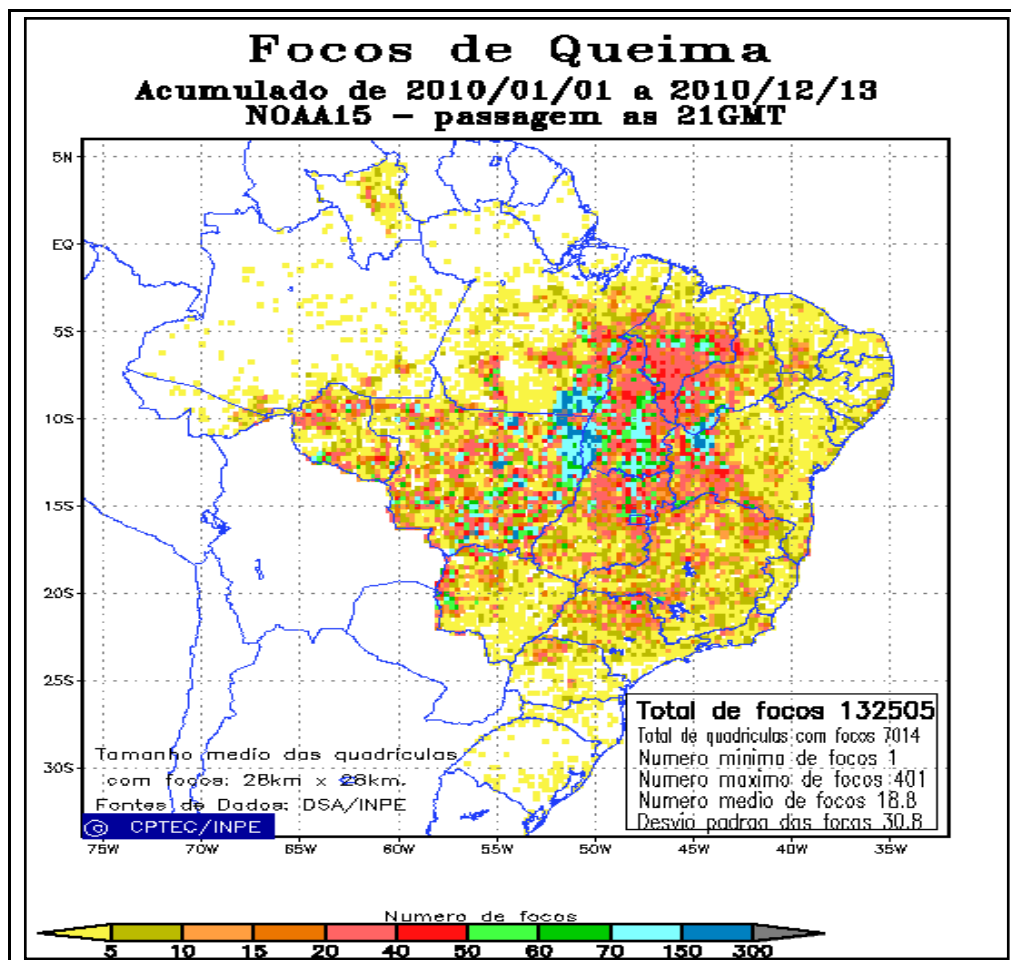 Focos de Queima
Acumulado de 2010/01/01 a 2010/12/13
NOAA15 – passagem as 21GMT
5N
EQ
5S
10S
15S
20S
25S
30S
Total de focos 132505
Total de quadriculas com focos 7014
Numero minima de focos 1
Numero maximo de focos 401
Numero medio de focos 18.8
Desvio padrao das focas 30.8
Tamanho medio das quadriculas
com focos: 28km x 28km.
Fontes de Dados: DSA/INPE
© CPTEC/INPE
75W 70W 65W 60W 55W 50W 45W 40W 35W
Numero de focos
5 10 15 20 40 50 60 70 150 300